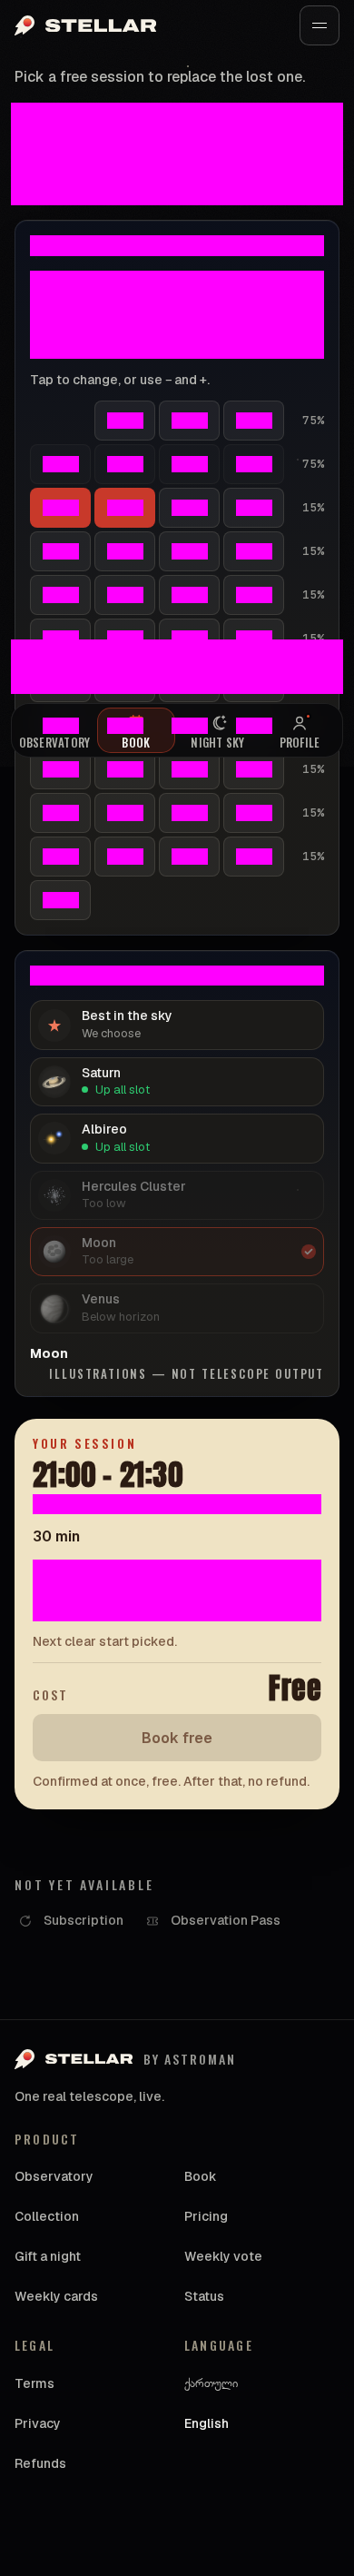 STELLAR
Pick a free session to replace the lost one.
Tap to change, or use – and +.
75%
75%
15%
15%
15%
15%
OBSERVATORY
BOOK
NIGHT SKY
PROFILE
15%
15%
15%
Best in the sky
We choose
Saturn
Up all slot
Albireo
Up all slot
Hercules Cluster
Too low
Moon
Too large
Venus
Below horizon
Moon
ILLUSTRATIONS — NOT TELESCOPE OUTPUT
YOUR SESSION
21:00 – 21:30
30 min
Next clear start picked.
COST
Free
Book free
Confirmed at once, free. After that, no refund.
NOT YET AVAILABLE
Subscription
Observation Pass
STELLAR BY ASTROMAN
One real telescope, live.
PRODUCT
Observatory
Book
Collection
Pricing
Gift a night
Weekly vote
Weekly cards
Status
LEGAL
LANGUAGE
Terms
ქართული
Privacy
English
Refunds